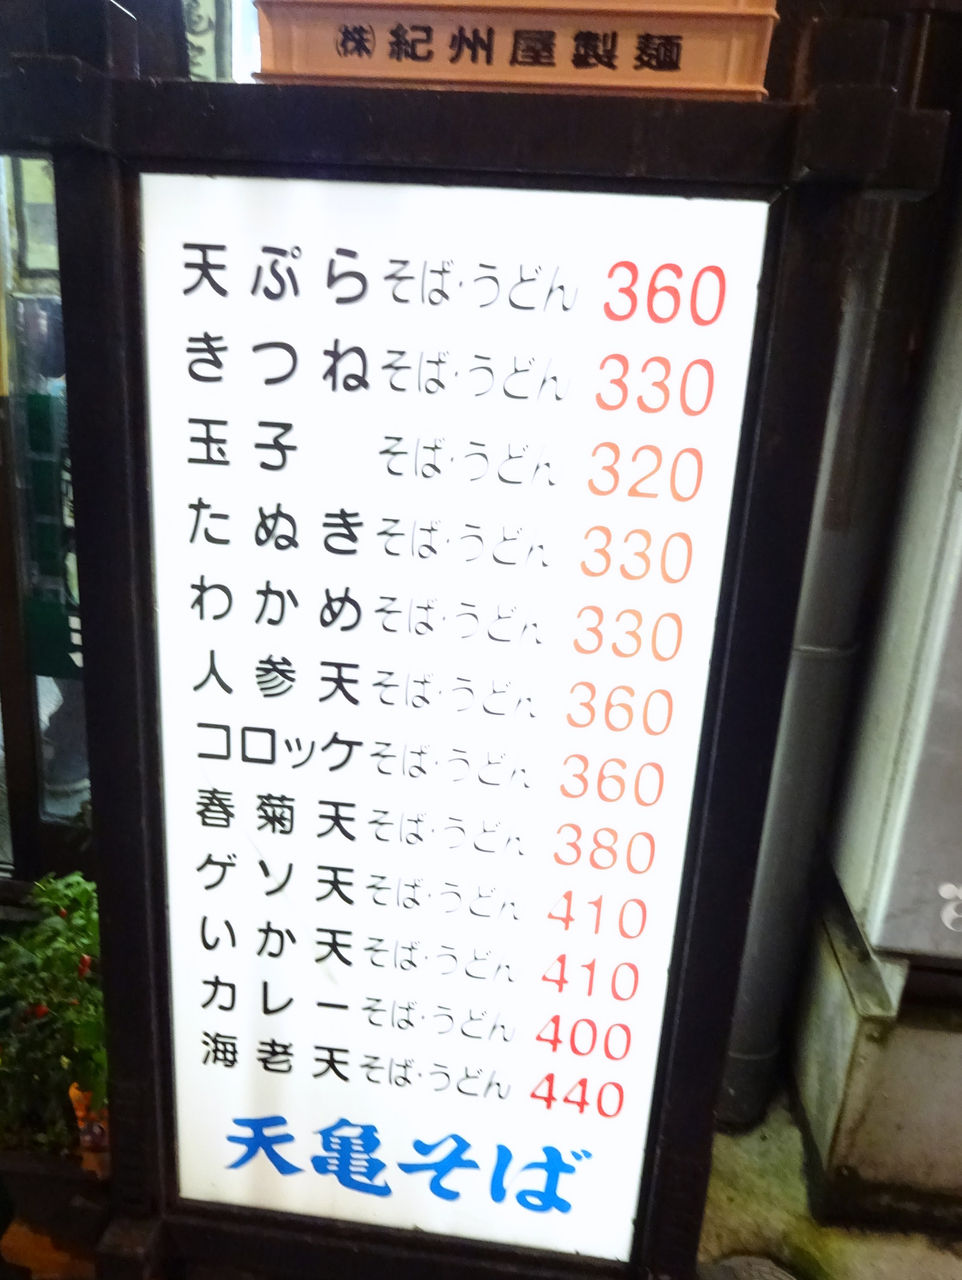 ㈱紀州屋製麺
天ぷらそば・うどん 360
きつねそば・うどん 330
玉子 そば・うどん 320
たぬきそば・うどん 330
わかめそば・うどん 330
人参天そば・うどん 360
コロッケそば・うどん 360
春菊天そば・うどん 380
ゲソ天そば・うどん 410
いか天そば・うどん 410
カレーそば・うどん 400
海老天そば・うどん 440
天亀そば